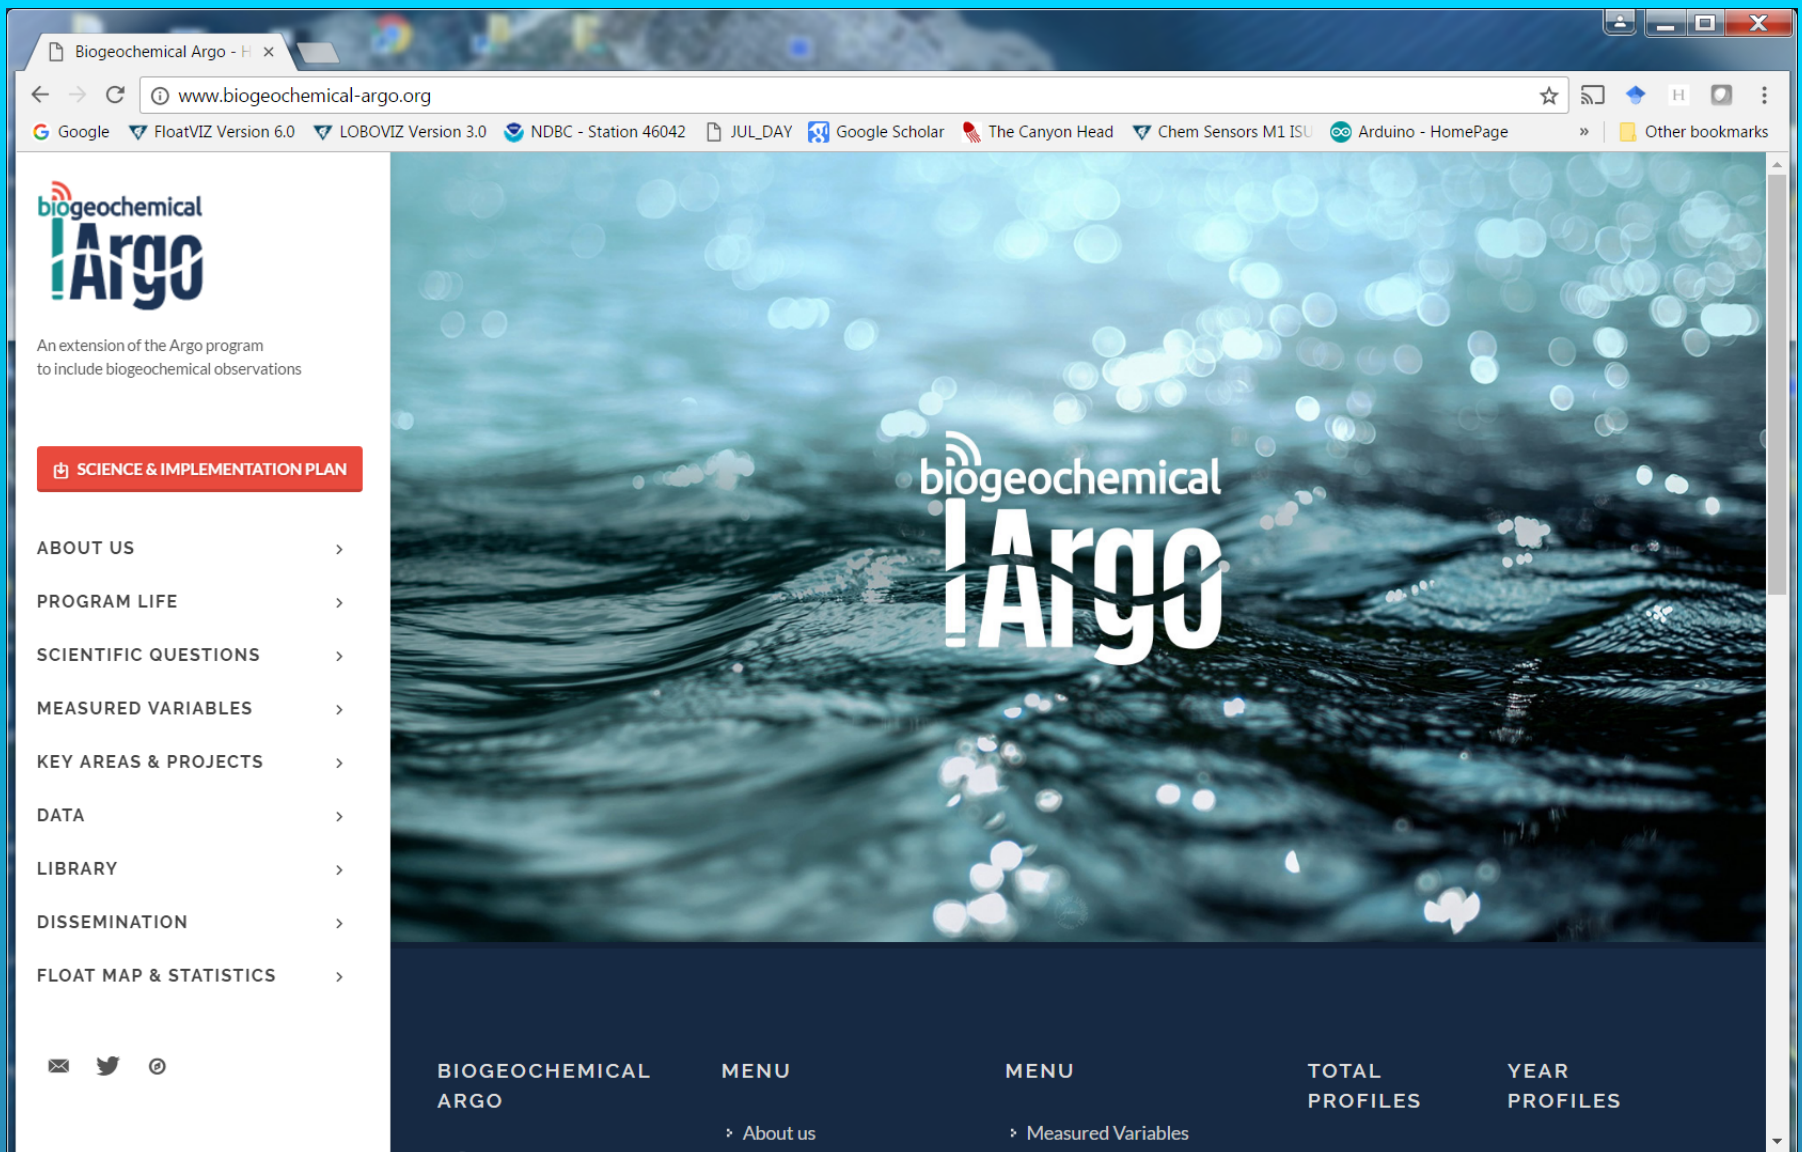 Biogeochemical Argo - H
www.biogeochemical-argo.org
Google FloatVIZ Version 6.0 LOBOVIZ Version 3.0 NDBC - Station 46042 JUL_DAY Google Scholar The Canyon Head Chem Sensors M1 ISU Arduino - HomePage » Other bookmarks
biogeochemical
Argo
An extension of the Argo program
to include biogeochemical observations
SCIENCE & IMPLEMENTATION PLAN
ABOUT US
PROGRAM LIFE
SCIENTIFIC QUESTIONS
MEASURED VARIABLES
KEY AREAS & PROJECTS
DATA
LIBRARY
DISSEMINATION
FLOAT MAP & STATISTICS
biogeochemical
Argo
BIOGEOCHEMICAL
ARGO
MENU
About us
MENU
Measured Variables
TOTAL
PROFILES
YEAR
PROFILES